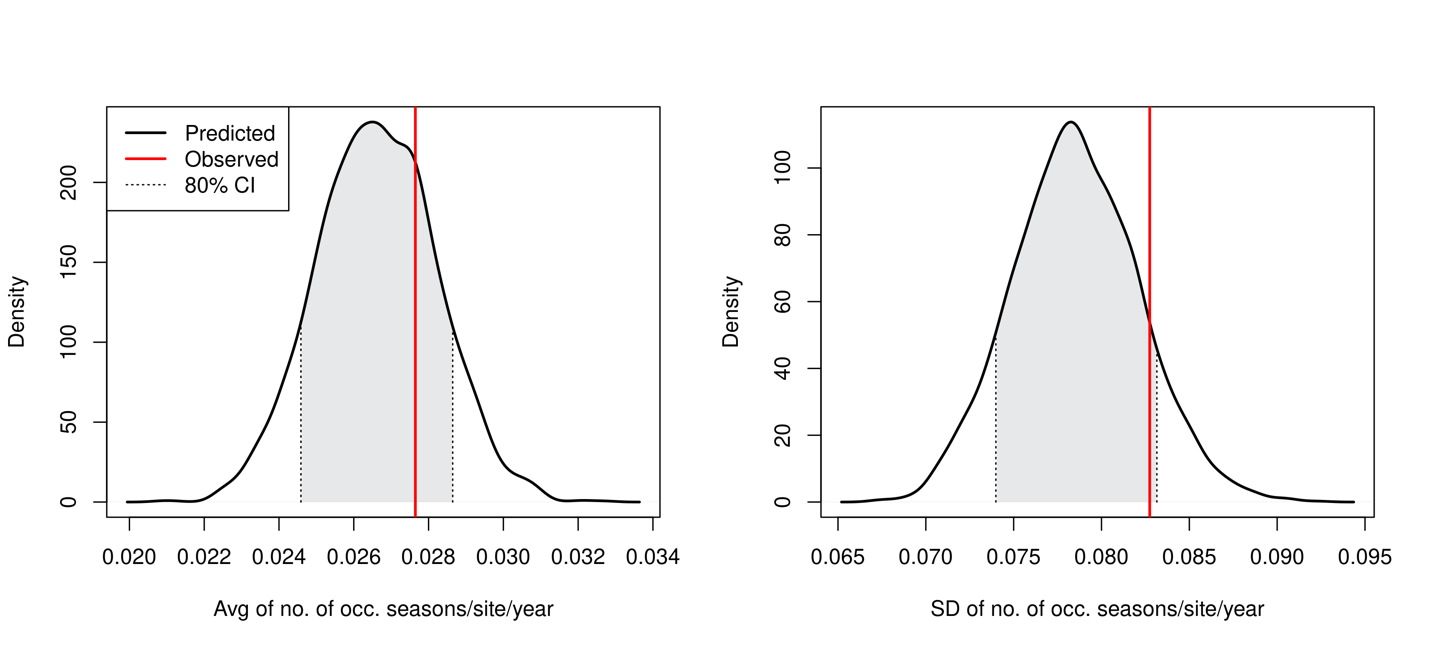 Predicted
Observed
80% CI
Density
0
50
100
150
200
0.020 0.022 0.024 0.026 0.028 0.030 0.032 0.034
Avg of no. of occ. seasons/site/year
Density
0
20
40
60
80
100
0.065 0.070 0.075 0.080 0.085 0.090 0.095
SD of no. of occ. seasons/site/year